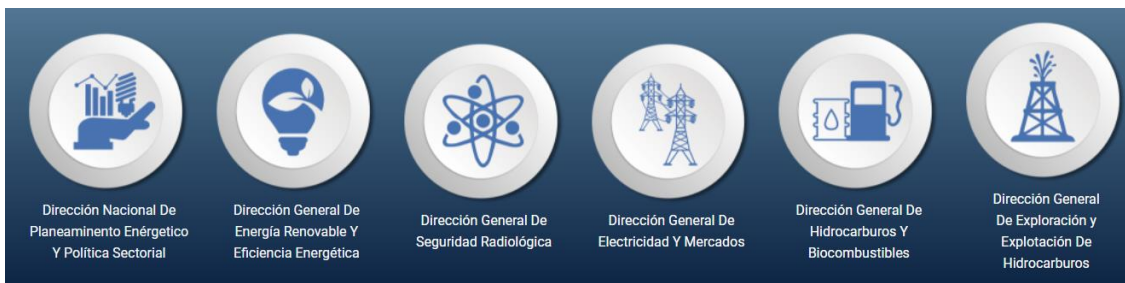 Dirección Nacional De
Planeamiento Enérgetico
Y Política Sectorial
Dirección General De
Energía Renovable Y
Eficiencia Energética
Dirección General De
Seguridad Radiológica
Dirección General De
Electricidad Y Mercados
Dirección General De
Hidrocarburos Y
Biocombustibles
Dirección General
De Exploración y
Explotación De
Hidrocarburos